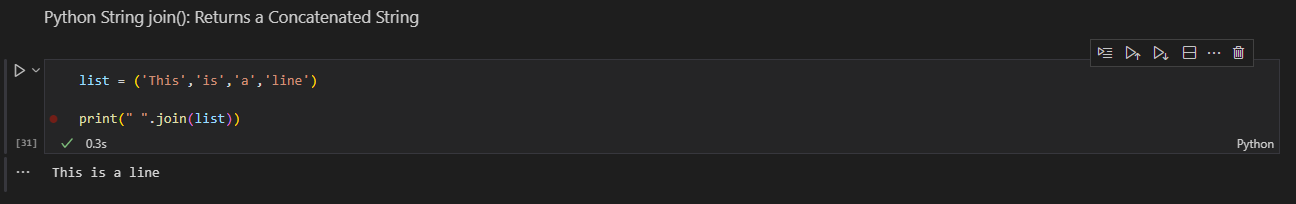 Python String join(): Returns a Concatenated String
list = ('This','is','a','line')
print(" ".join(list))
[31]
0.3s
Python
This is a line